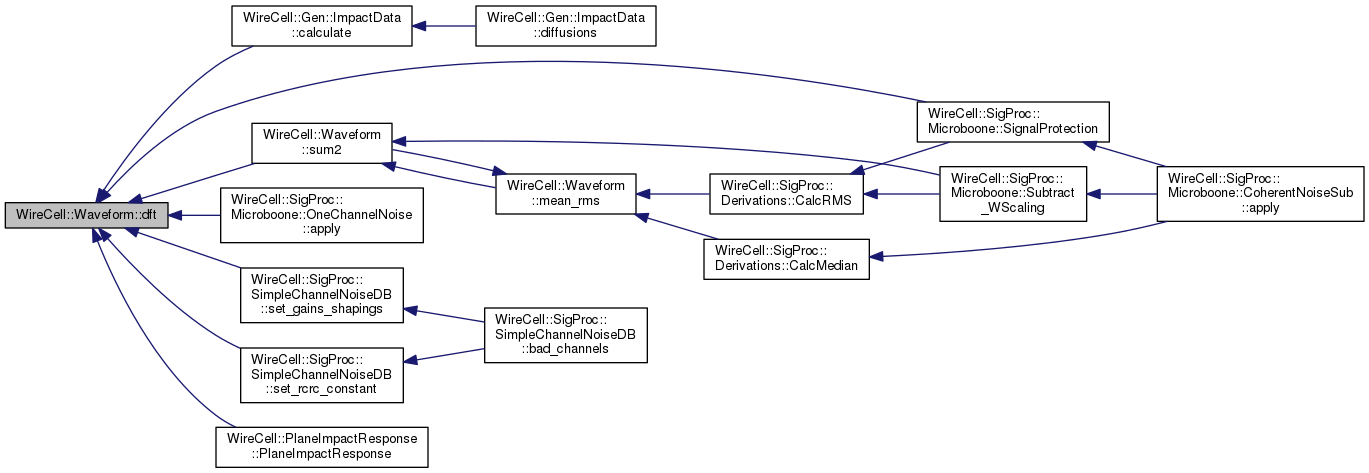 WireCell::Gen::ImpactData
::calculate
WireCell::Gen::ImpactData
::diffusions
WireCell::SigProc::
Microboone::SignalProtection
WireCell::Waveform
::sum2
WireCell::Waveform
::mean_rms
WireCell::SigProc::
Derivations::CalcRMS
WireCell::SigProc::
Microboone::Subtract
_WScaling
WireCell::SigProc::
Microboone::CoherentNoiseSub
::apply
WireCell::Waveform::dft
WireCell::SigProc::
Microboone::OneChannelNoise
::apply
WireCell::SigProc::
Derivations::CalcMedian
WireCell::SigProc::
SimpleChannelNoiseDB
::set_gains_shapings
WireCell::SigProc::
SimpleChannelNoiseDB
::bad_channels
WireCell::SigProc::
SimpleChannelNoiseDB
::set_rcrc_constant
WireCell::PlaneImpactResponse
::PlaneImpactResponse